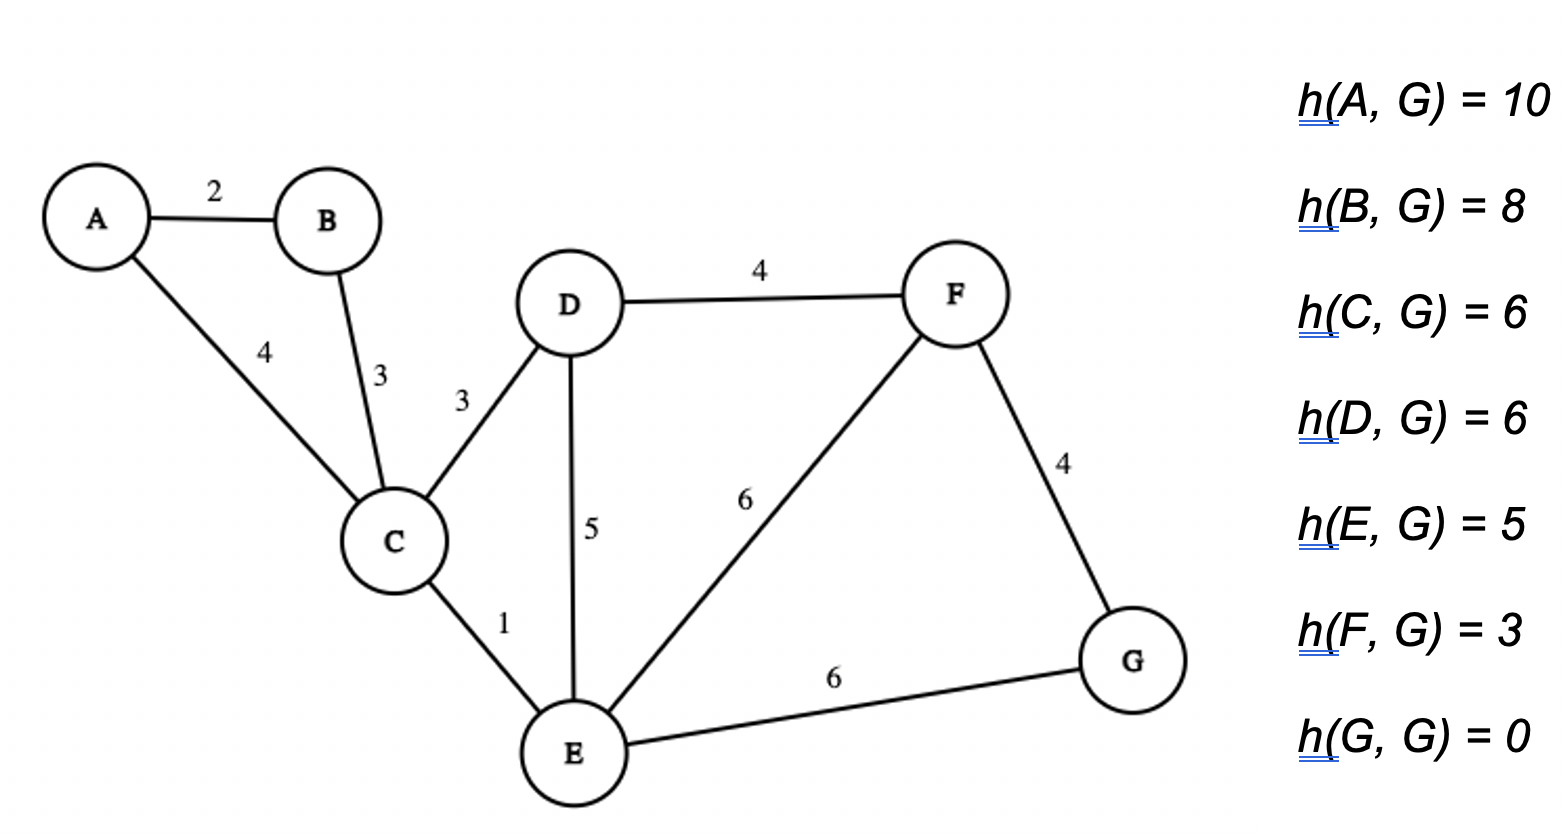 h(A, G) = 10
2
A
B
h(B, G) = 8
4
D
F
h(C, G) = 6
4
3
3
h(D, G) = 6
4
6
5
h(E, G) = 5
C
1
h(F, G) = 3
G
6
E
h(G, G) = 0